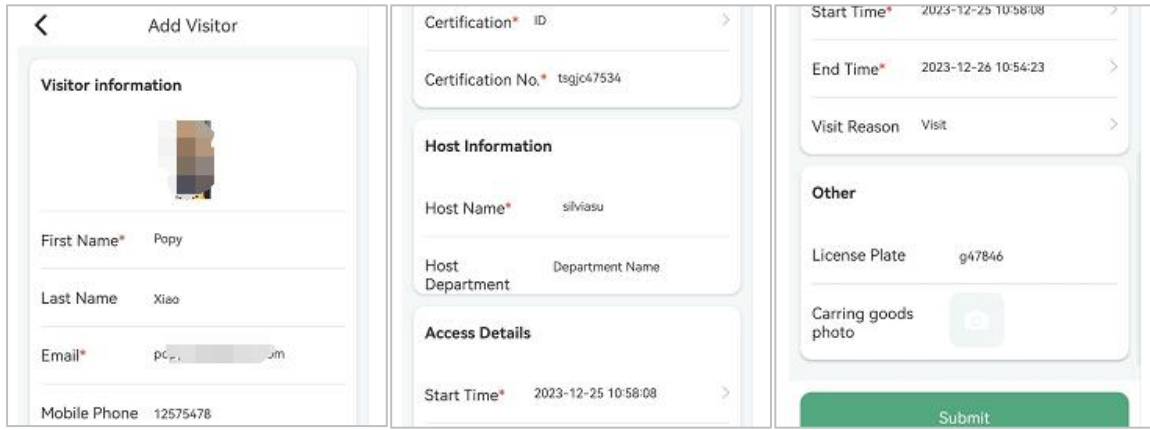 Add Visitor
Visitor information
First Name* Popy
Last Name Xiao
Email*
Mobile Phone 12575478
Certification* ID
Certification No.* tsgjc47534
Host Information
Host Name* silviasu
Host
Department Department Name
Access Details
Start Time* 2023-12-25 10:58:08
Start Time* 2023-12-25 10:58:08
End Time* 2023-12-26 10:54:23
Visit Reason Visit
Other
License Plate g47846
Carring goods
photo
Submit